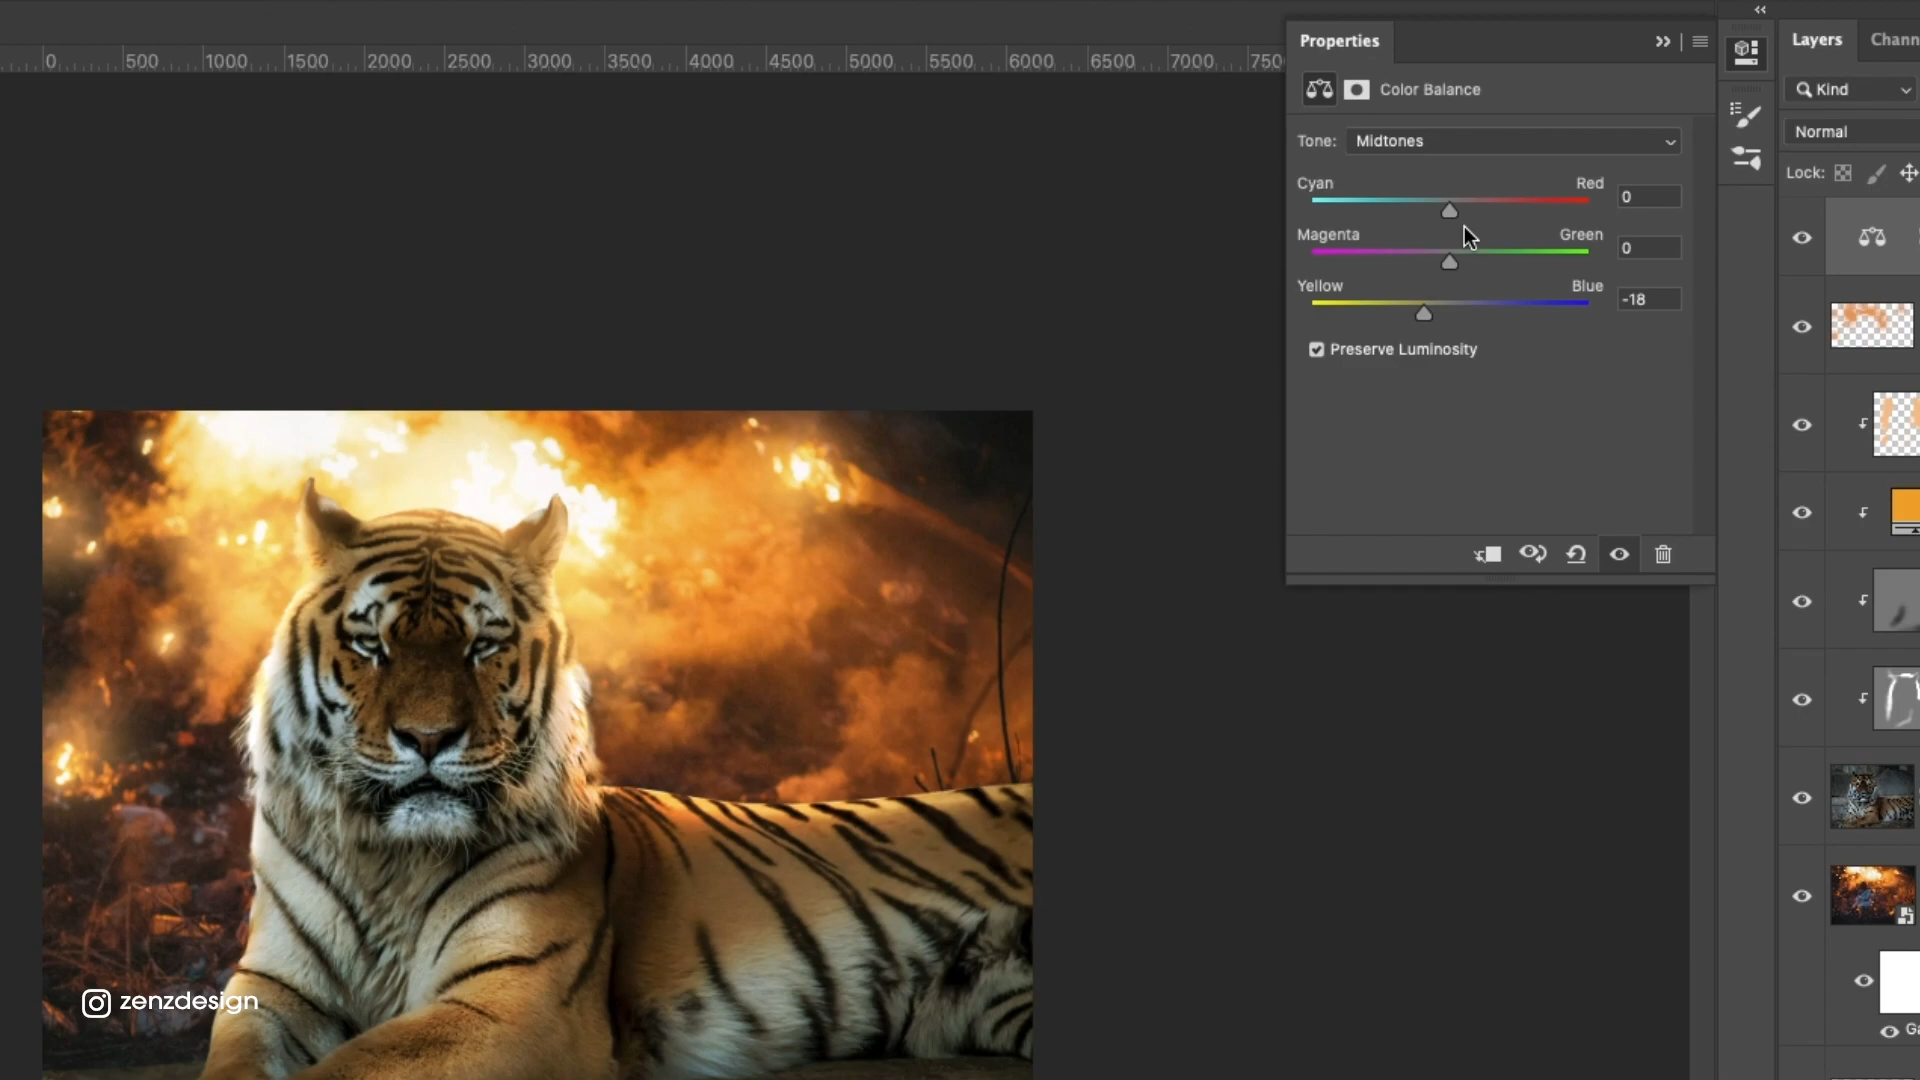 0 500 1000 1500 2000 2500 3000 3500 4000 4500 5000 5500 6000 6500 7000 750
Properties
Color Balance
Tone: Midtones
Cyan Red 0
Magenta Green 0
Yellow Blue -18
Preserve Luminosity
Layers Chann
Kind
Normal
Lock:
Ga
zenzdesign